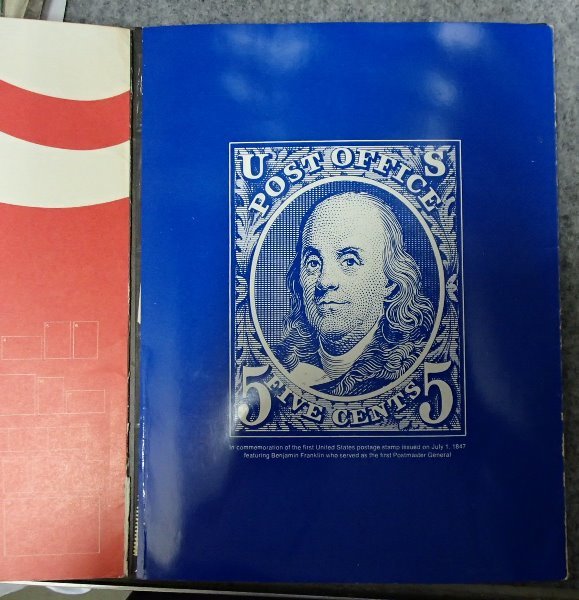 U S
POST OFFICE
5 FIVE CENTS 5
In commemoration of the first United States postage stamp issued on July 1, 1847
featuring Benjamin Franklin who served as the first Postmaster General